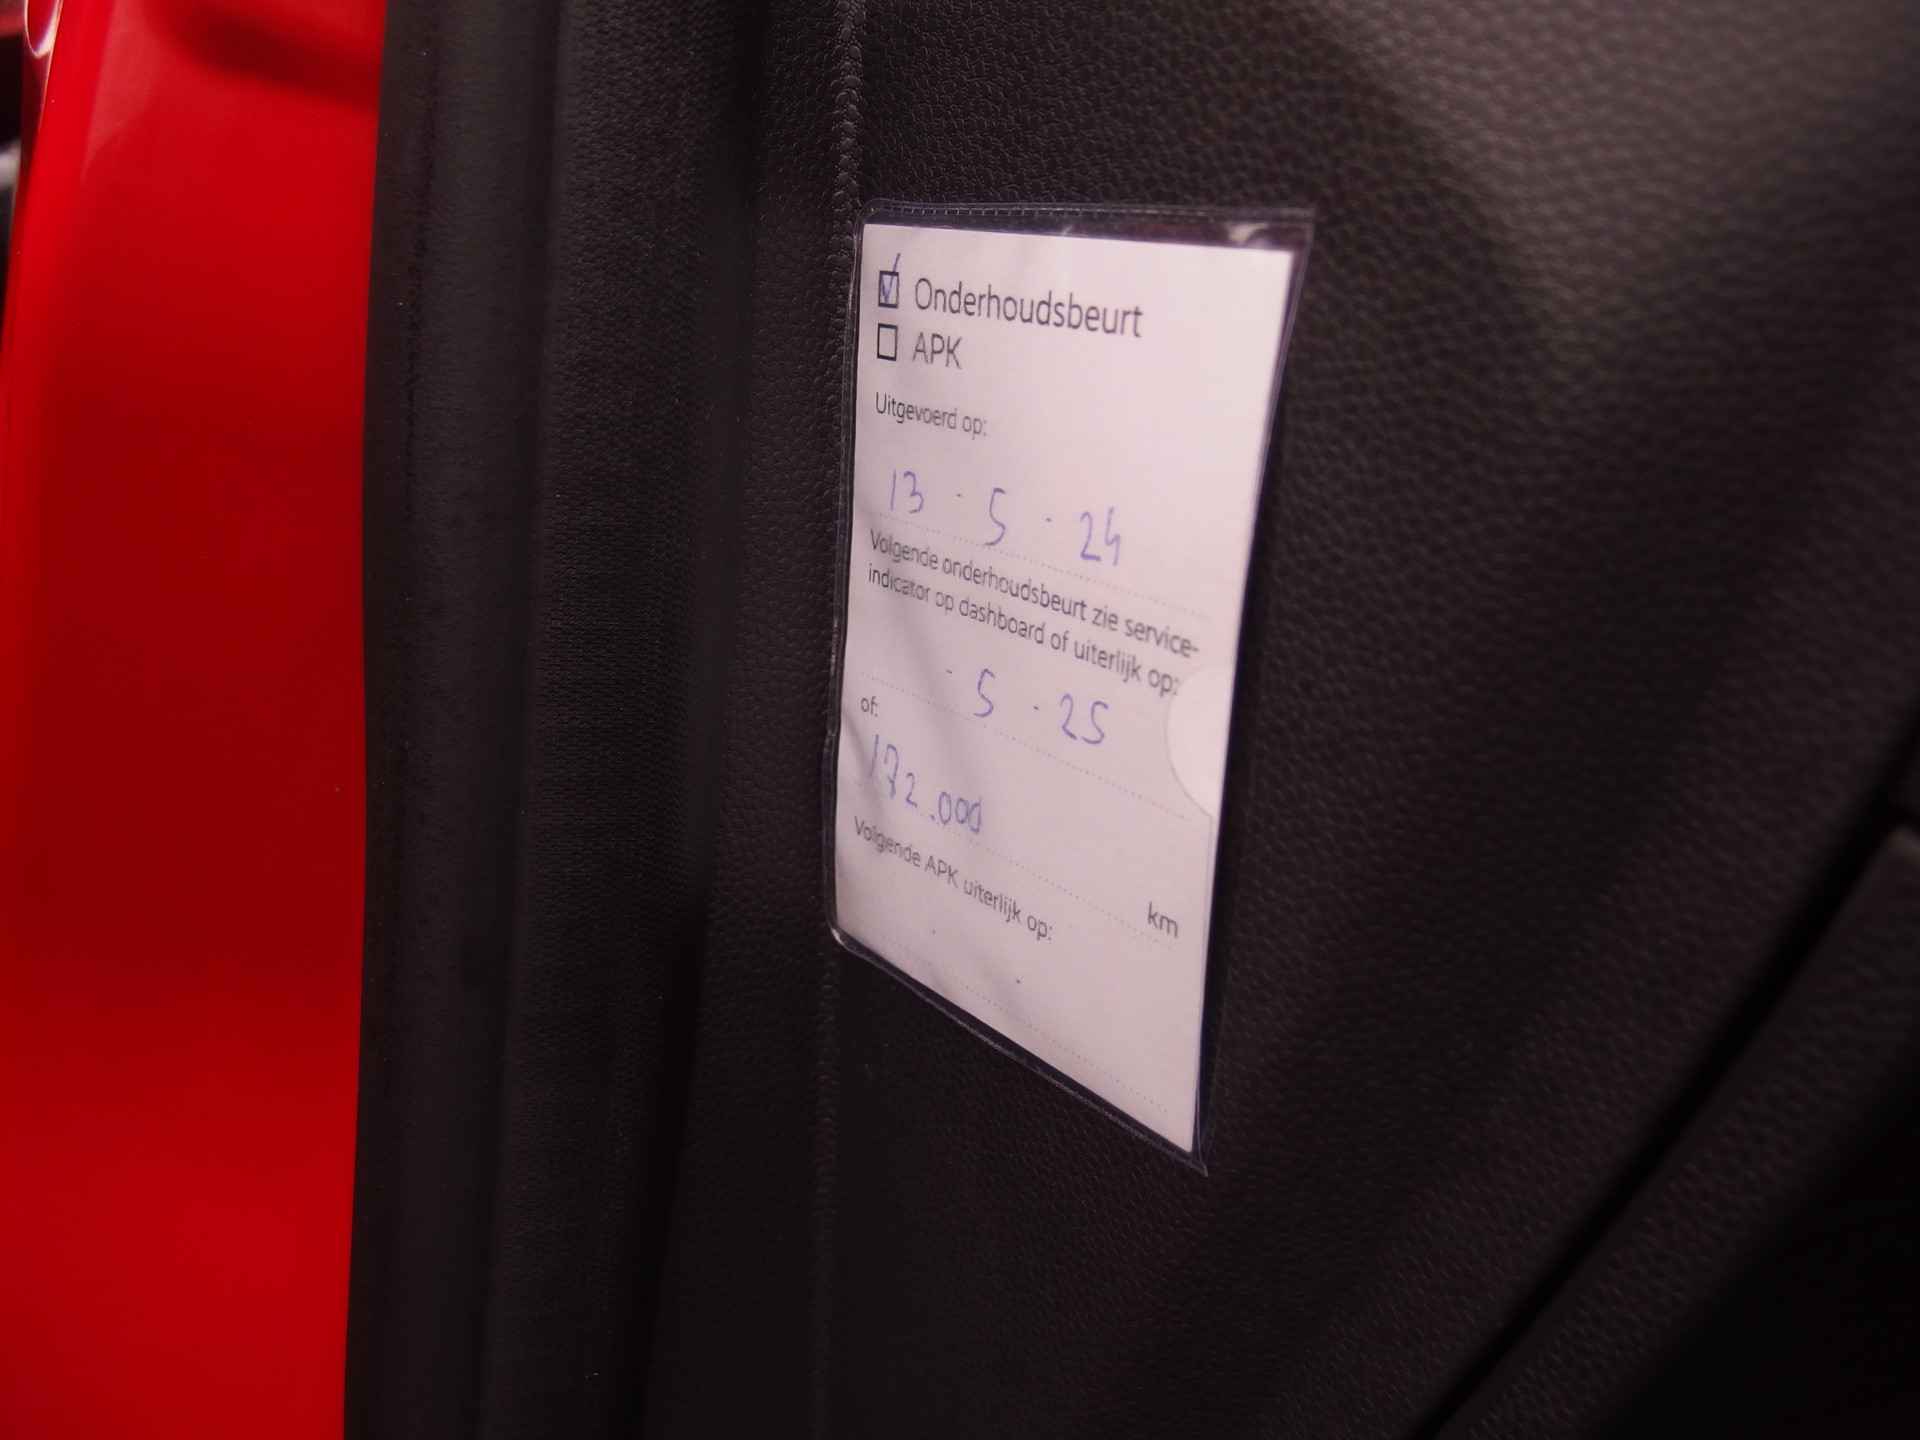 Onderhoudsbeurt
APK
Uitgevoerd op:
13 - 5 - 24
Volgende onderhoudsbeurt zie service-
indicator op dashboard of uiterlijk op:
- 5 - 25
of:
172.000
km
Volgende APK uiterlijk op: